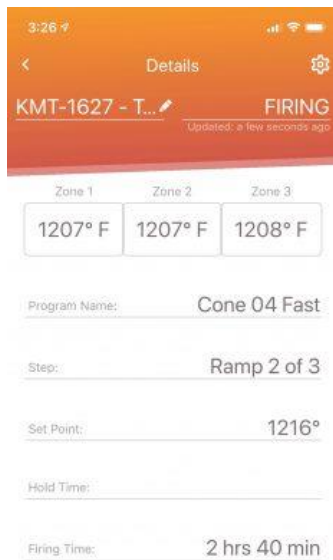 3:26
Details
KMT-1627 - T... FIRING
Updated: a few seconds ago
Zone 1 Zone 2 Zone 3
1207° F 1207° F 1208° F
Program Name: Cone 04 Fast
Step: Ramp 2 of 3
Set Point: 1216°
Hold Time:
Firing Time: 2 hrs 40 min